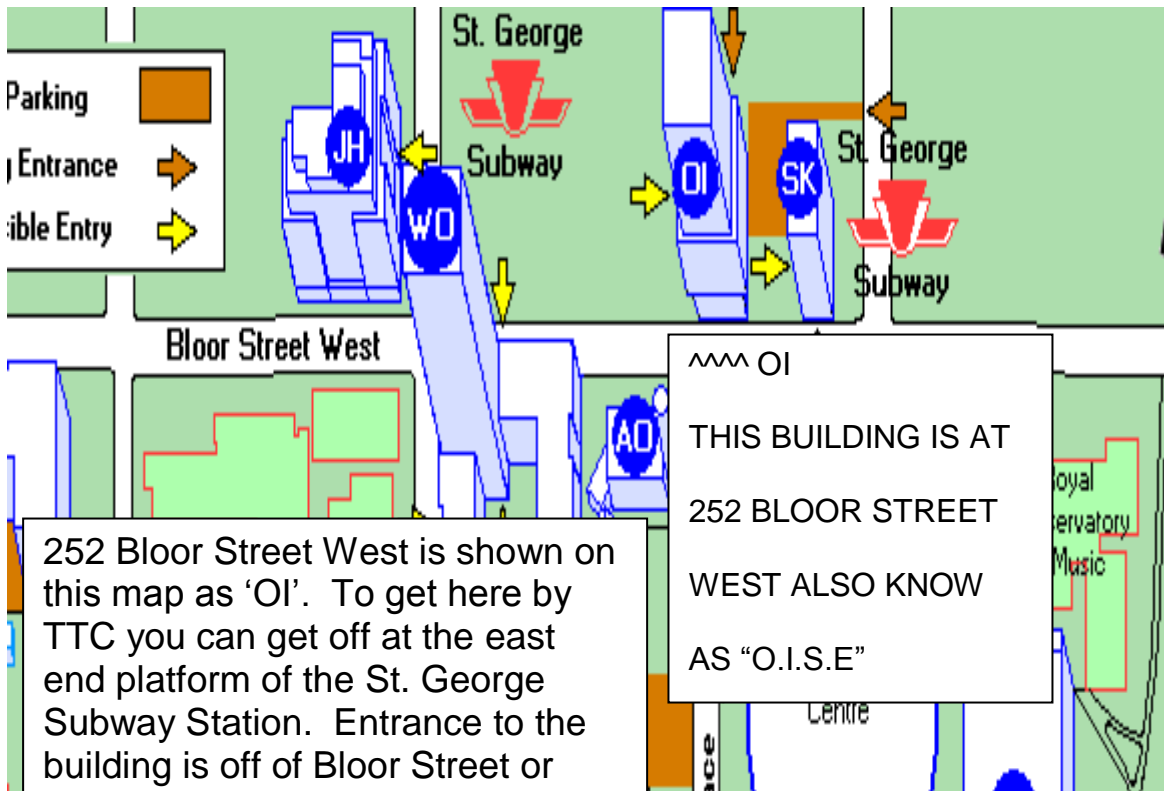 St. George
Subway
Parking
Entrance
Entry
JH
WO
OI
SK
St. George
Subway
Bloor Street West
AO
^^^^ OI
THIS BUILDING IS AT
252 BLOOR STREET
WEST ALSO KNOW
AS “O.I.S.E”
Music
Centre
252 Bloor Street West is shown on
this map as ‘OI’. To get here by
TTC you can get off at the east
end platform of the St. George
Subway Station. Entrance to the
building is off of Bloor Street or